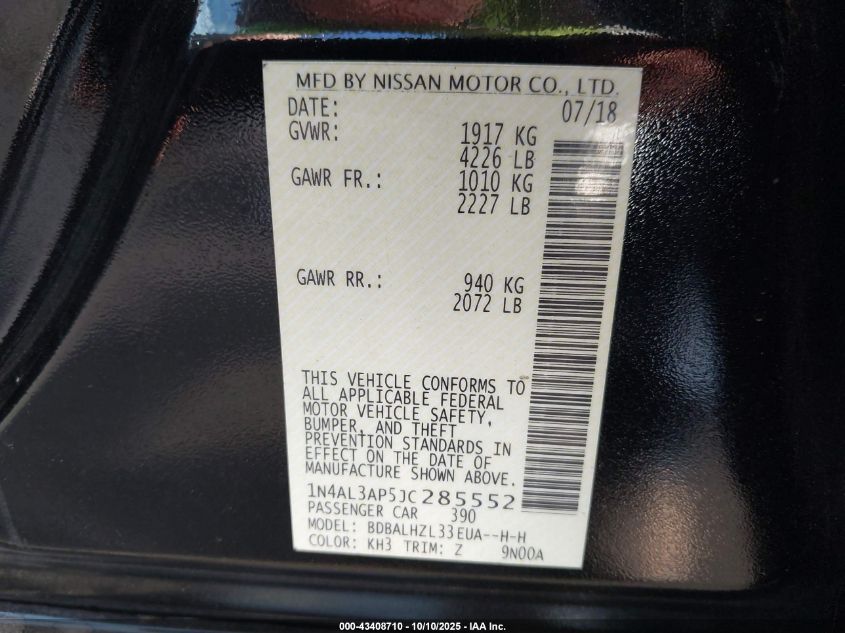 MFD BY NISSAN MOTOR CO., LTD.
DATE: 07/18
GVWR: 1917 KG
4226 LB
GAWR FR.: 1010 KG
2227 LB
GAWR RR.: 940 KG
2072 LB
THIS VEHICLE CONFORMS TO
ALL APPLICABLE FEDERAL
MOTOR VEHICLE SAFETY,
BUMPER, AND THEFT
PREVENTION STANDARDS IN
EFFECT ON THE DATE OF
MANUFACTURE SHOWN ABOVE.
1N4AL3AP5JC285552
PASSENGER CAR 390
MODEL: BDBALHZL33EUA--H-H
COLOR: KH3 TRIM: Z 9N00A
000-43408710 - 10/10/2025 - IAA Inc.